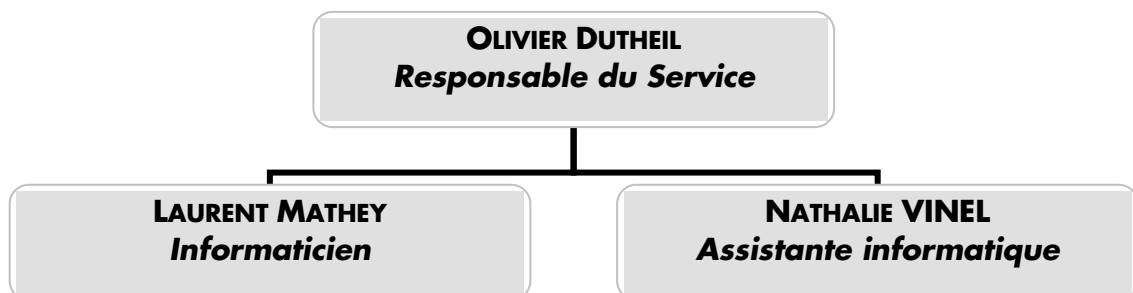 OLIVIER DUTHEIL
Responsable du Service
LAURENT MATHEY
Informaticien
NATHALIE VINEL
Assistante informatique